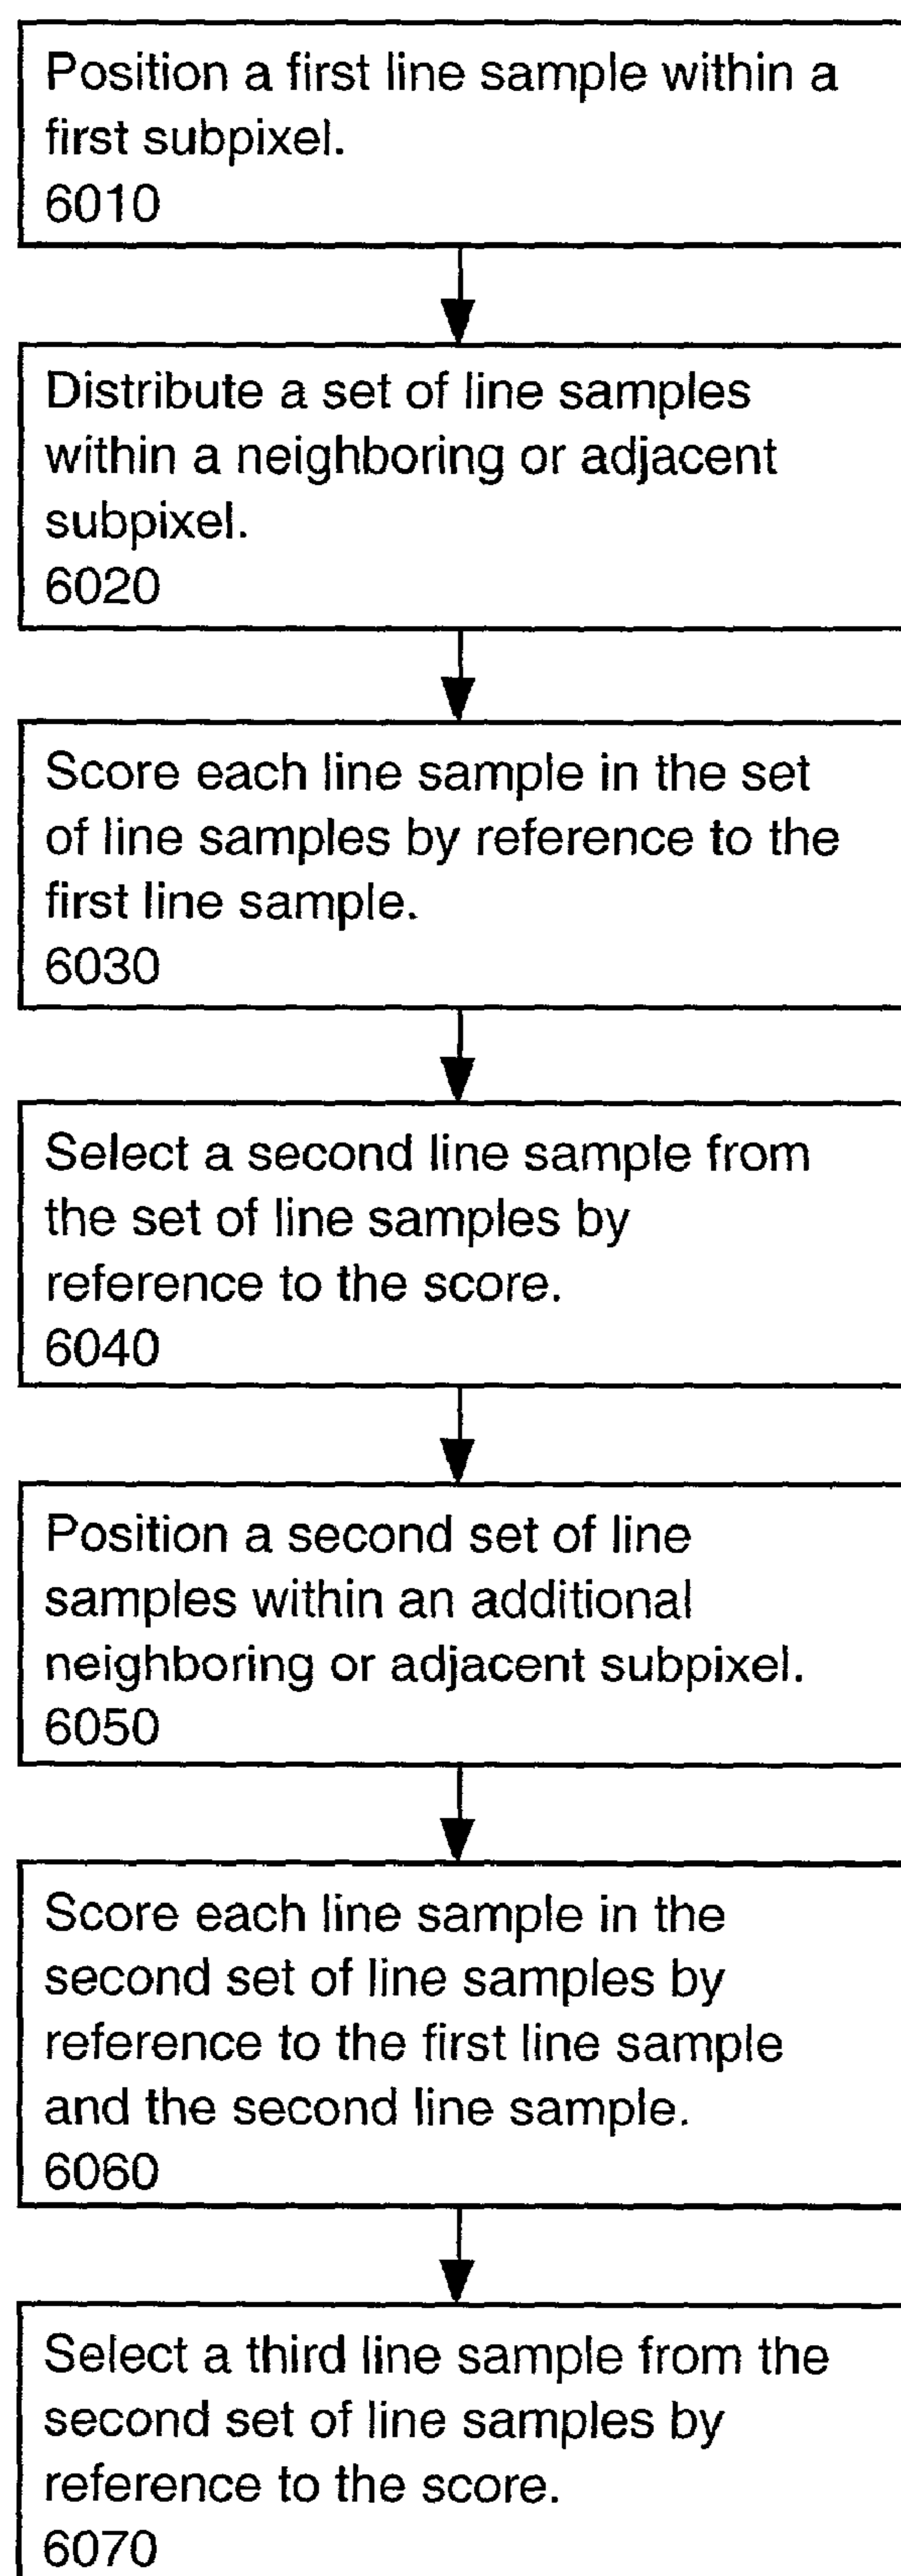 Position a first line sample within a
first subpixel.
6010
Distribute a set of line samples
within a neighboring or adjacent
subpixel.
6020
Score each line sample in the set
of line samples by reference to the
first line sample.
6030
Select a second line sample from
the set of line samples by
reference to the score.
6040
Position a second set of line
samples within an additional
neighboring or adjacent subpixel.
6050
Score each line sample in the
second set of line samples by
reference to the first line sample
and the second line sample.
6060
Select a third line sample from the
second set of line samples by
reference to the score.
6070